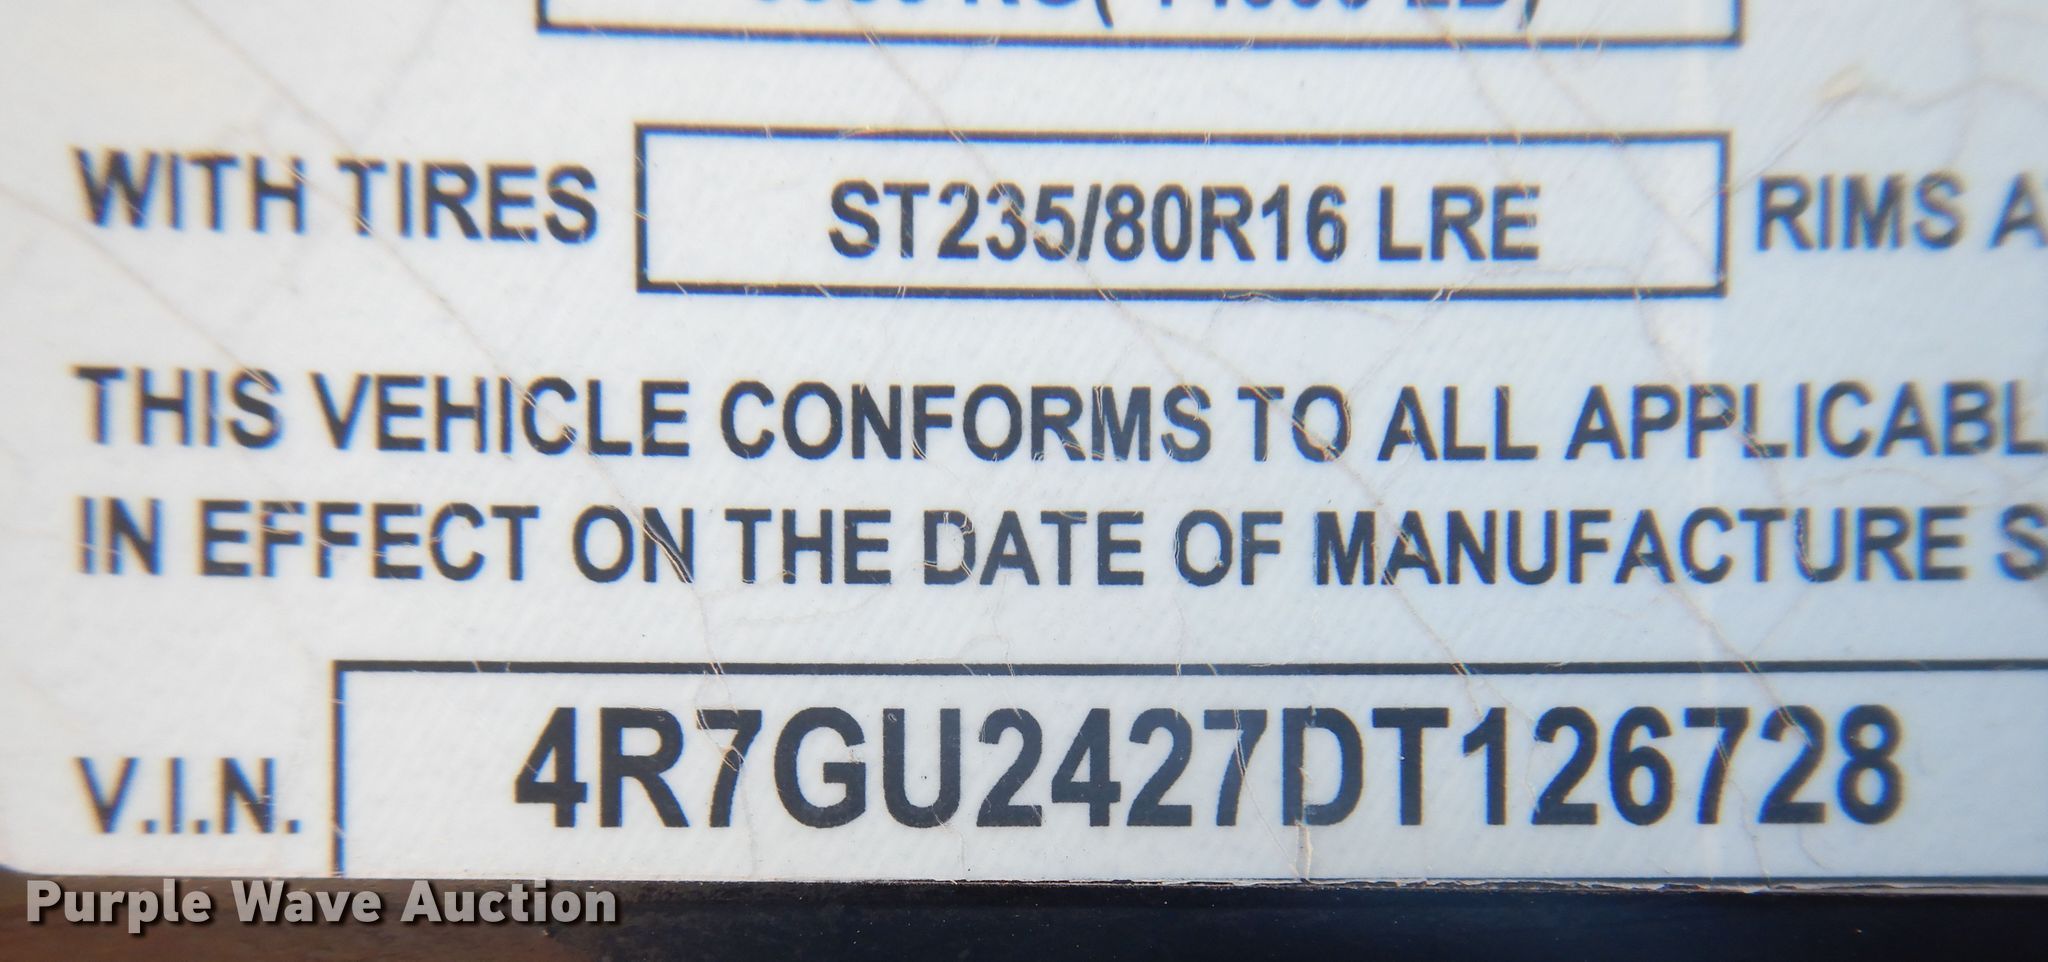 WITH TIRES ST235/80R16 LRE RIMS A
THIS VEHICLE CONFORMS TO ALL APPLICABL
IN EFFECT ON THE DATE OF MANUFACTURE S
V.I.N. 4R7GU2427DT126728
Purple Wave Auction